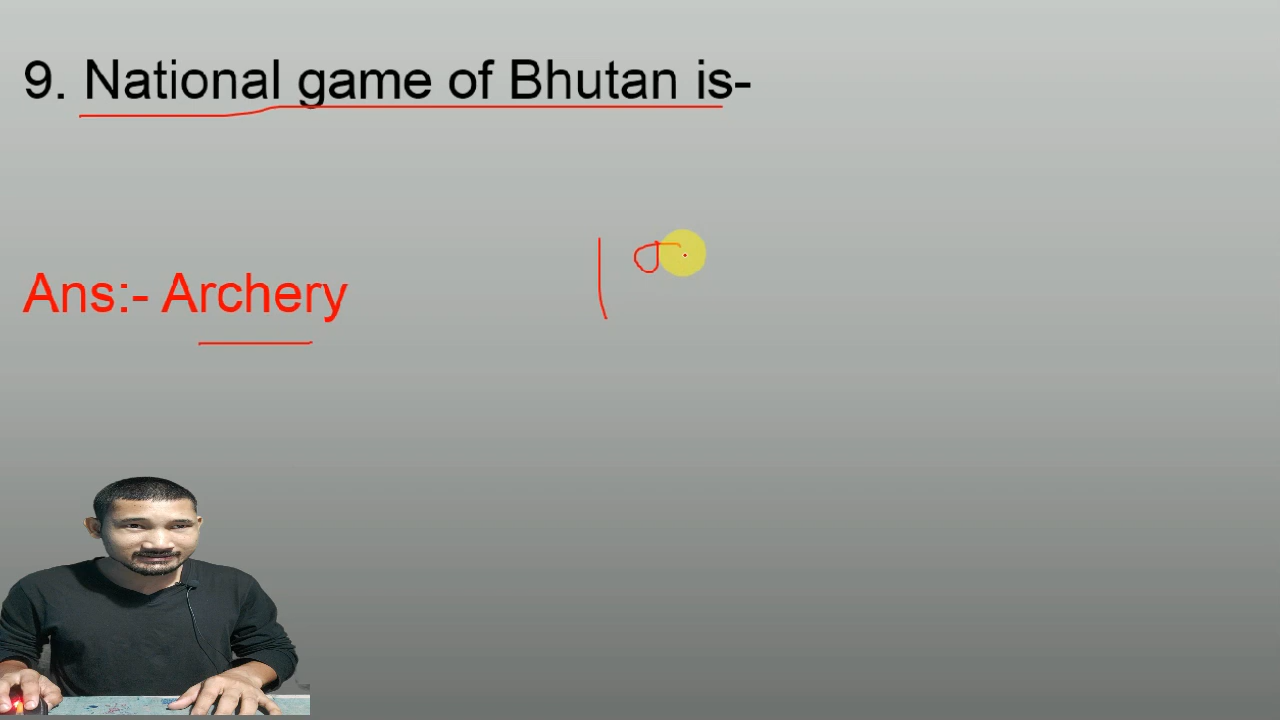 9. National game of Bhutan is-
Ans:- Archery